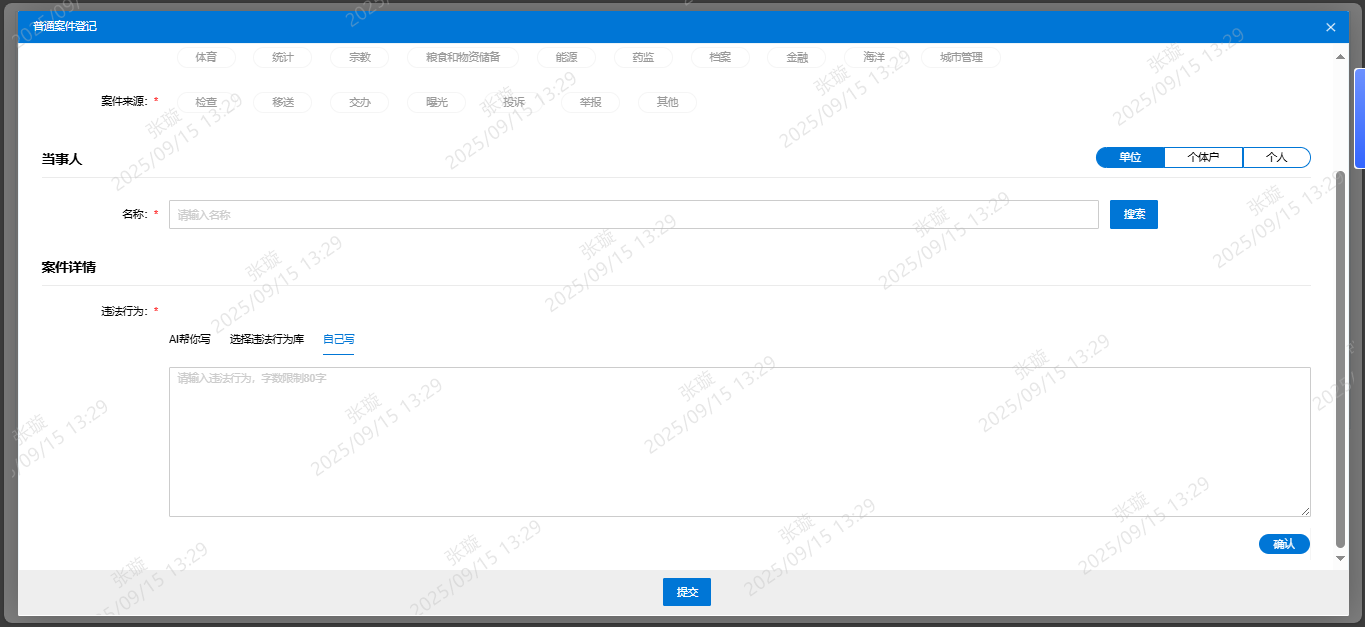 普通案件登记
体育 统计 宗教 粮食和物资储备 能源 药监 档案 金融 海洋 城市管理
案件来源: * 检查 移送 交办 曝光 投诉 举报 其他
当事人 单位 个体户 个人
名称: * 请输入名称 搜索
案件详情
违法行为: *
AI帮你写 选择违法行为库 自己写
请输入违法行为，字数限制80字
确认
提交
张璇
2025/09/15 13:29